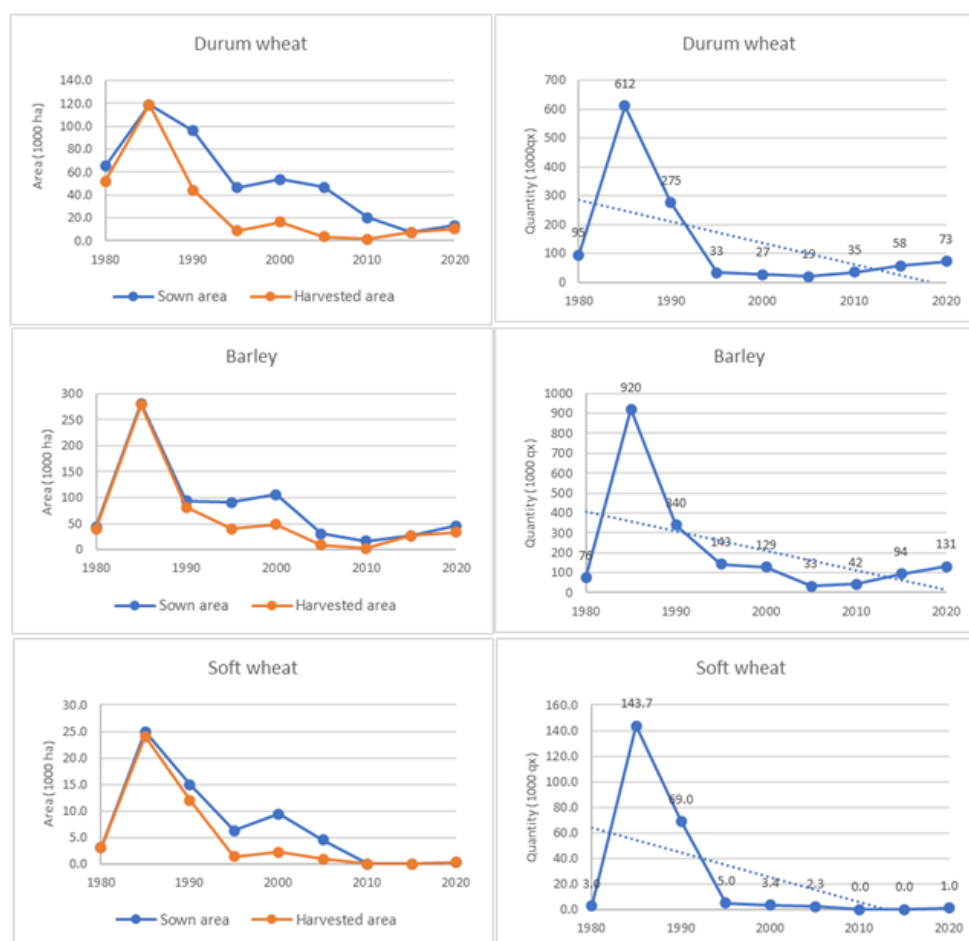 Durum wheat
Area (1000 ha)
140.0
120.0
100.0
80.0
60.0
40.0
20.0
0.0
1980 1990 2000 2010 2020
Sown area Harvested area
Durum wheat
Quantity (1000qx)
700
600
500
400
300
200
100
0
95 612 275 33 27 19 35 58 73
1980 1990 2000 2010 2020
Barley
Area (1000 ha)
300
250
200
150
100
50
0
1980 1990 2000 2010 2020
Sown area Harvested area
Barley
Quantity (1000 qx)
1000
900
800
700
600
500
400
300
200
100
0
76 920 340 143 129 33 42 94 131
1980 1990 2000 2010 2020
Soft wheat
Area (1000 ha)
30.0
25.0
20.0
15.0
10.0
5.0
0.0
1980 1990 2000 2010 2020
Sown area Harvested area
Soft wheat
Quantity (1000 qx)
160.0
140.0
120.0
100.0
80.0
60.0
40.0
20.0
0.0
3.0 143.7 69.0 5.0 3.4 2.3 0.0 0.0 1.0
1980 1990 2000 2010 2020